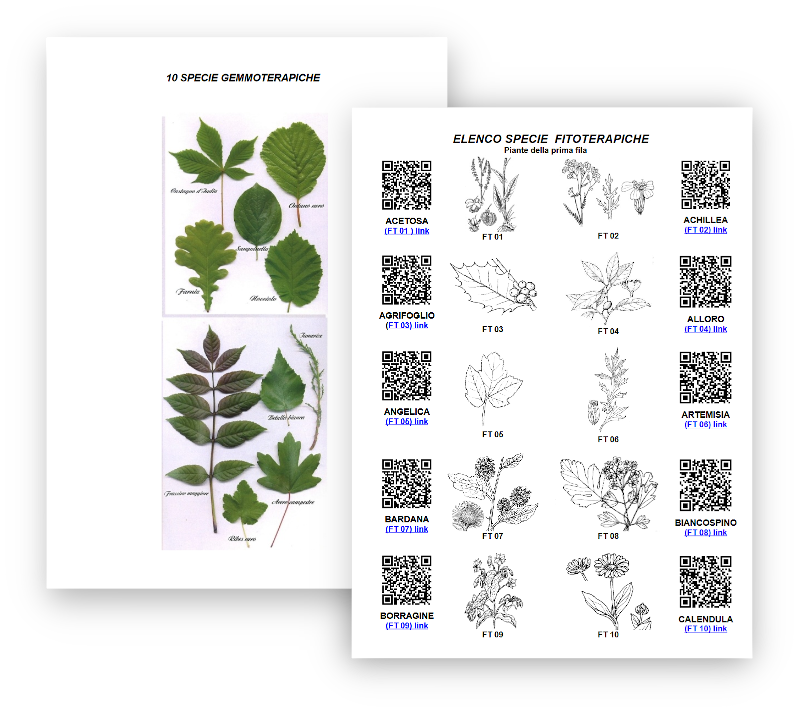 10 SPECIE GEMMOTERAPICHE
Castagno d'India
Ontano nero
Sanguinello
Farnia
Nocciolo
Tamerice
Betulla bianca
Frassino maggiore
Acero campestre
Ribes nero
ELENCO SPECIE FITOTERAPICHE
Piante della prima fila
ACETOSA
(FT 01 ) link
FT 01
FT 02
ACHILLEA
(FT 02) link
AGRIFOGLIO
(FT 03) link
FT 03
FT 04
ALLORO
(FT 04) link
ANGELICA
(FT 05) link
FT 05
FT 06
ARTEMISIA
(FT 06) link
BARDANA
(FT 07) link
FT 07
FT 08
BIANCOSPINO
(FT 08) link
BORRAGINE
(FT 09) link
FT 09
FT 10
CALENDULA
(FT 10) link